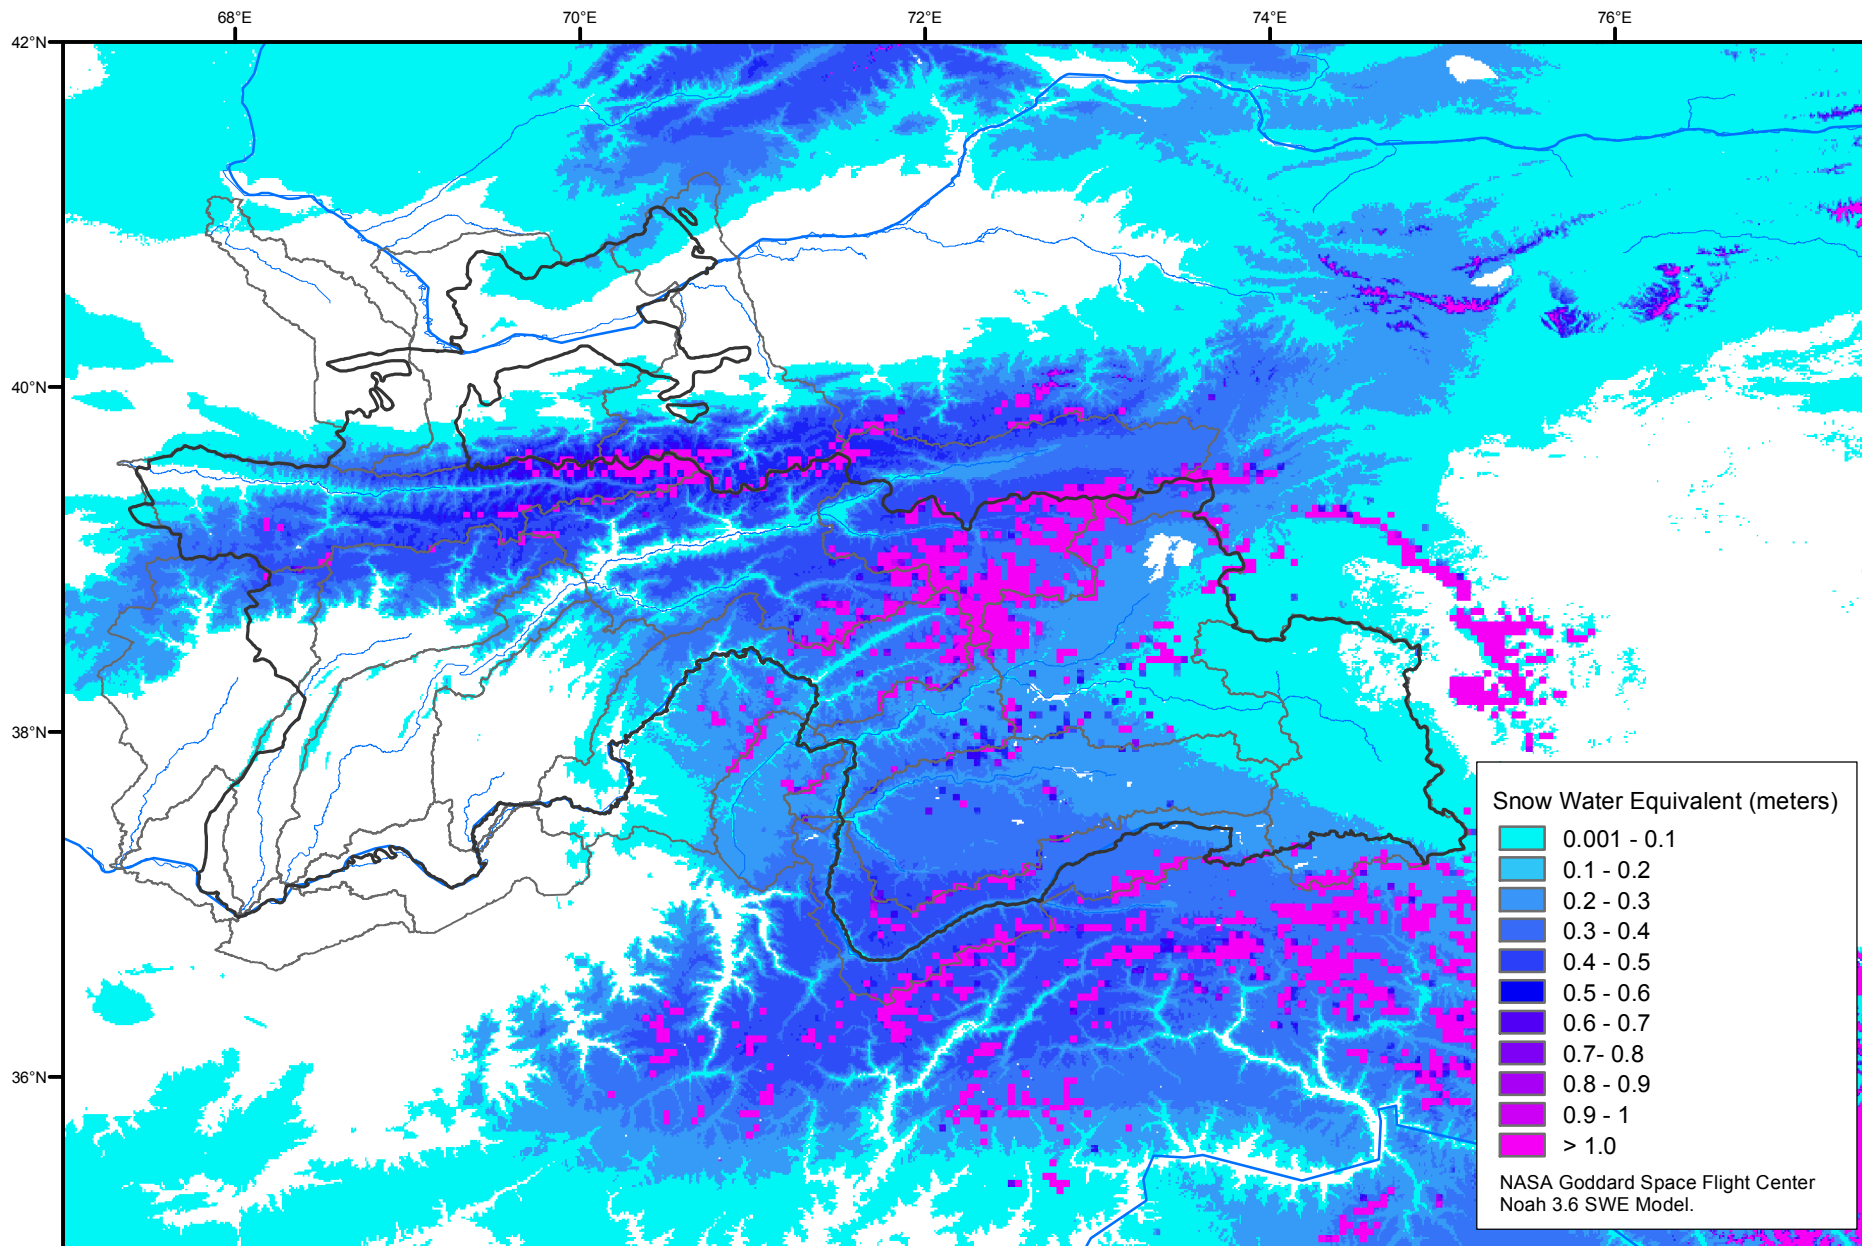 68°E 70°E 72°E 74°E 76°E
42°N
40°N
38°N
36°N
Snow Water Equivalent (meters)
0.001 - 0.1
0.1 - 0.2
0.2 - 0.3
0.3 - 0.4
0.4 - 0.5
0.5 - 0.6
0.6 - 0.7
0.7- 0.8
0.8 - 0.9
0.9 - 1
> 1.0
NASA Goddard Space Flight Center
Noah 3.6 SWE Model.